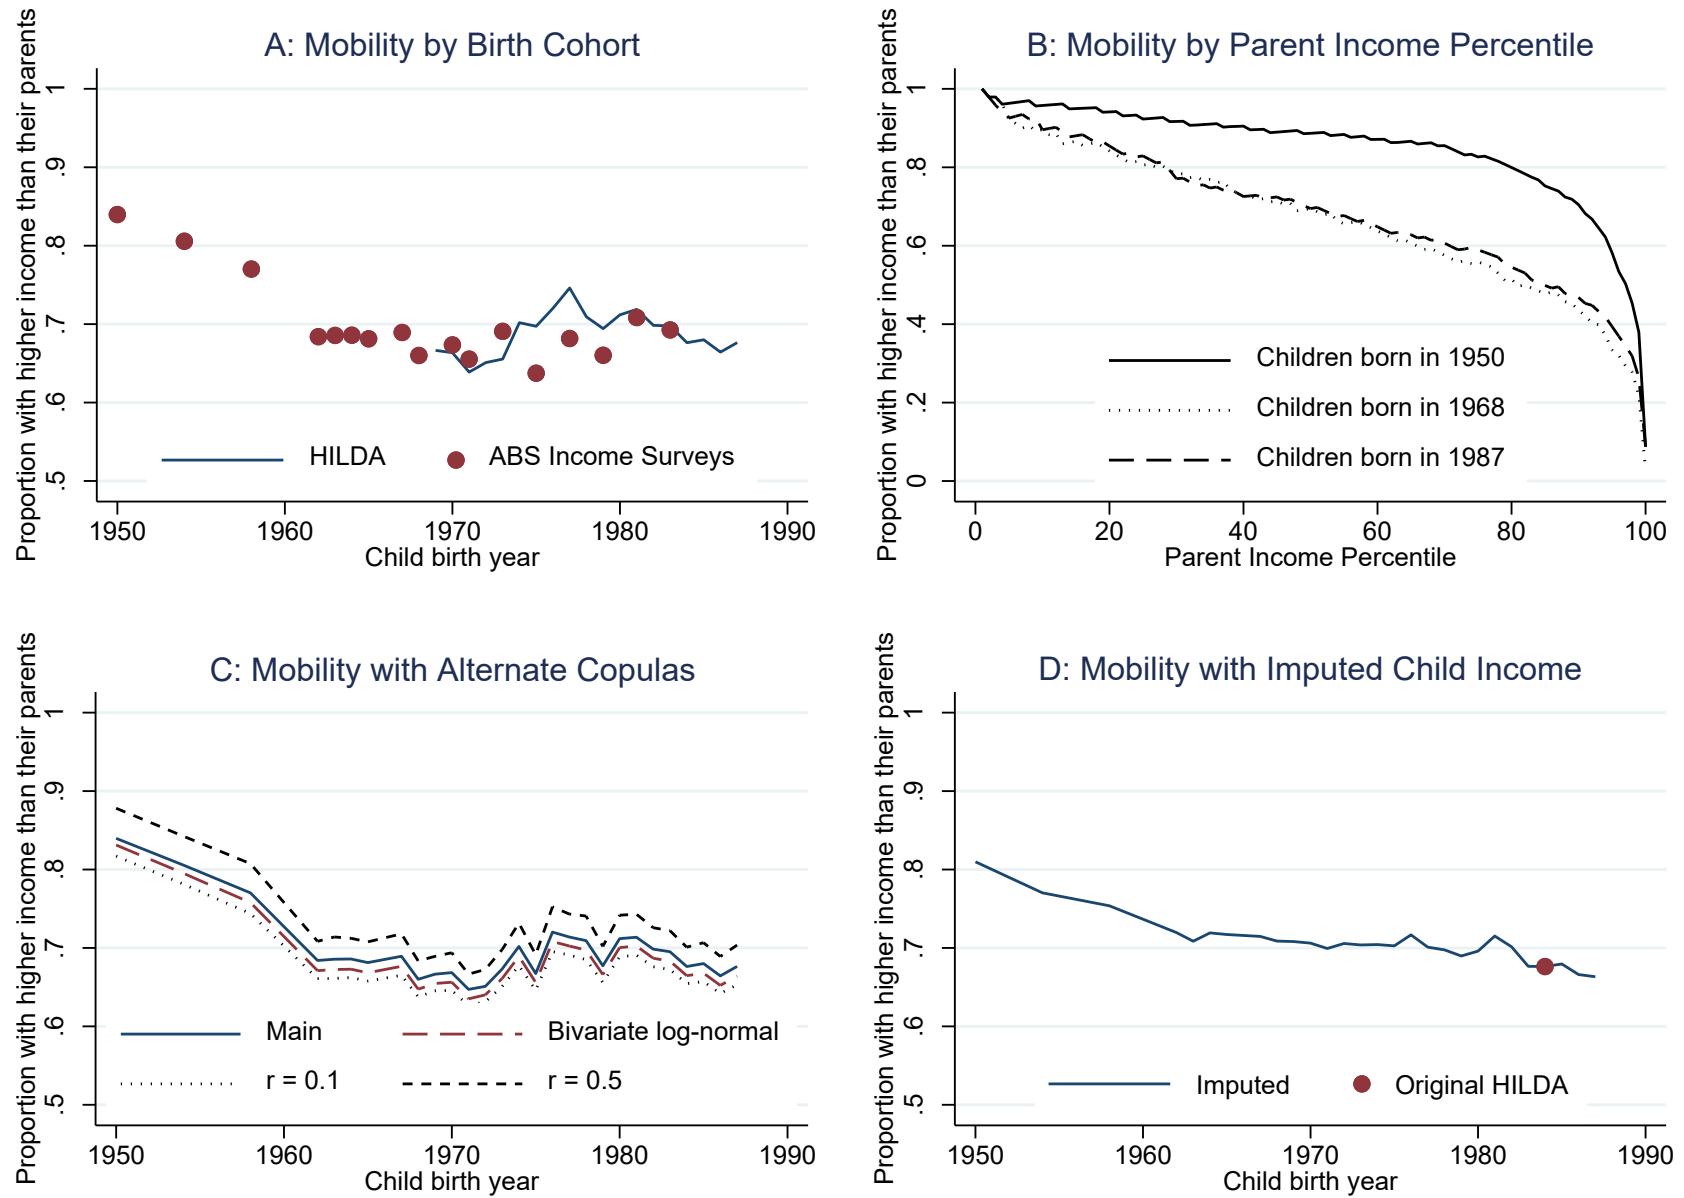 A: Mobility by Birth Cohort
Proportion with higher income than their parents
1
.9
.8
.7
.6
.5
HILDA
ABS Income Surveys
1950
1960
1970
1980
1990
Child birth year
B: Mobility by Parent Income Percentile
Proportion with higher income than their parents
1
.8
.6
.4
.2
0
Children born in 1950
Children born in 1968
Children born in 1987
0
20
40
60
80
100
Parent Income Percentile
C: Mobility with Alternate Copulas
Proportion with higher income than their parents
1
.9
.8
.7
.6
.5
Main
Bivariate log-normal
r = 0.1
r = 0.5
1950
1960
1970
1980
1990
Child birth year
D: Mobility with Imputed Child Income
Proportion with higher income than their parents
1
.9
.8
.7
.6
.5
Imputed
Original HILDA
1950
1960
1970
1980
1990
Child birth year